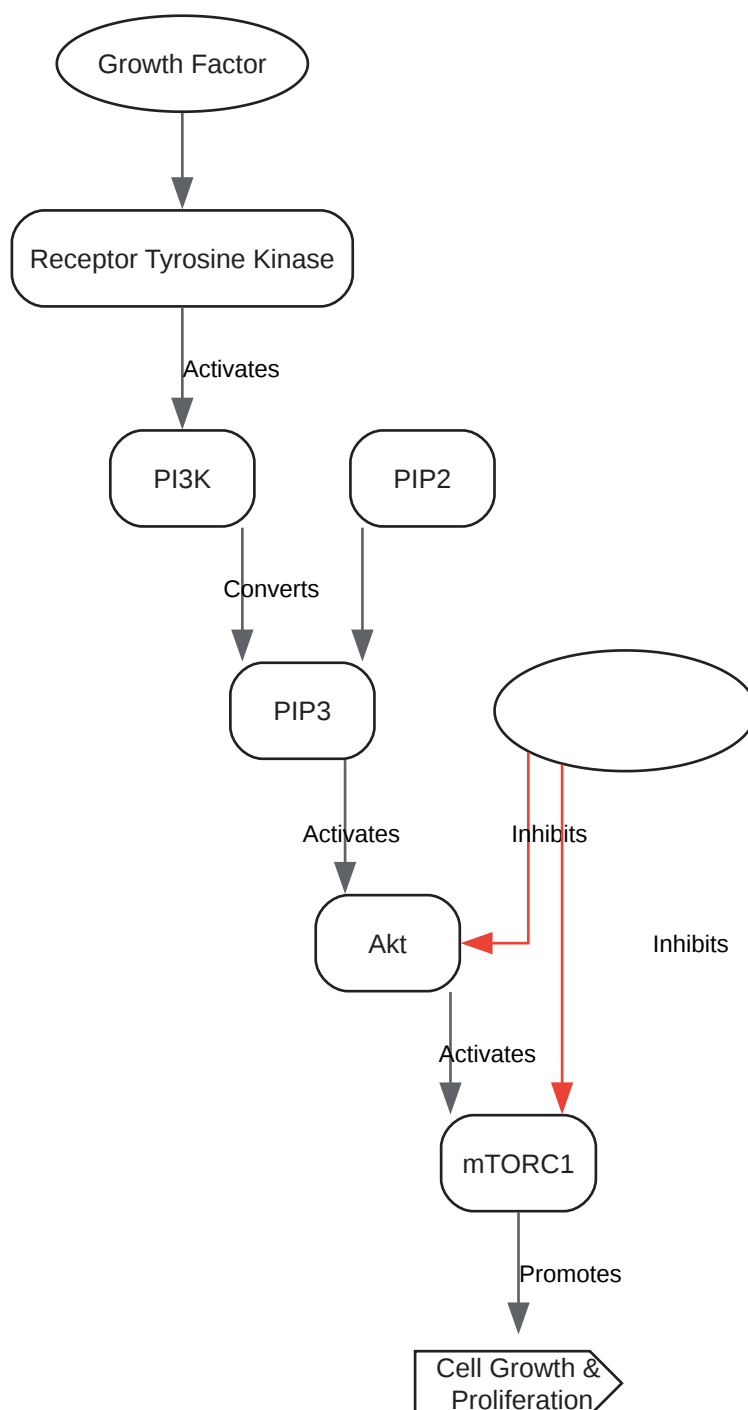 Growth Factor
Receptor Tyrosine Kinase
Activates
PI3K
PIP2
Converts
PIP3
Activates
Inhibits
Akt
Inhibits
Activates
mTORC1
Promotes
Cell Growth &
Proliferation